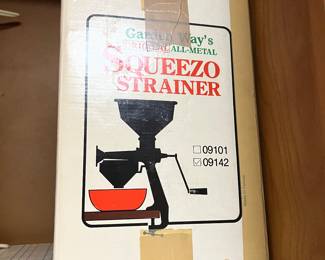 Garden Way's
ORIGINAL ALL-METAL
SQUEEZO
STRAINER
09101
09142